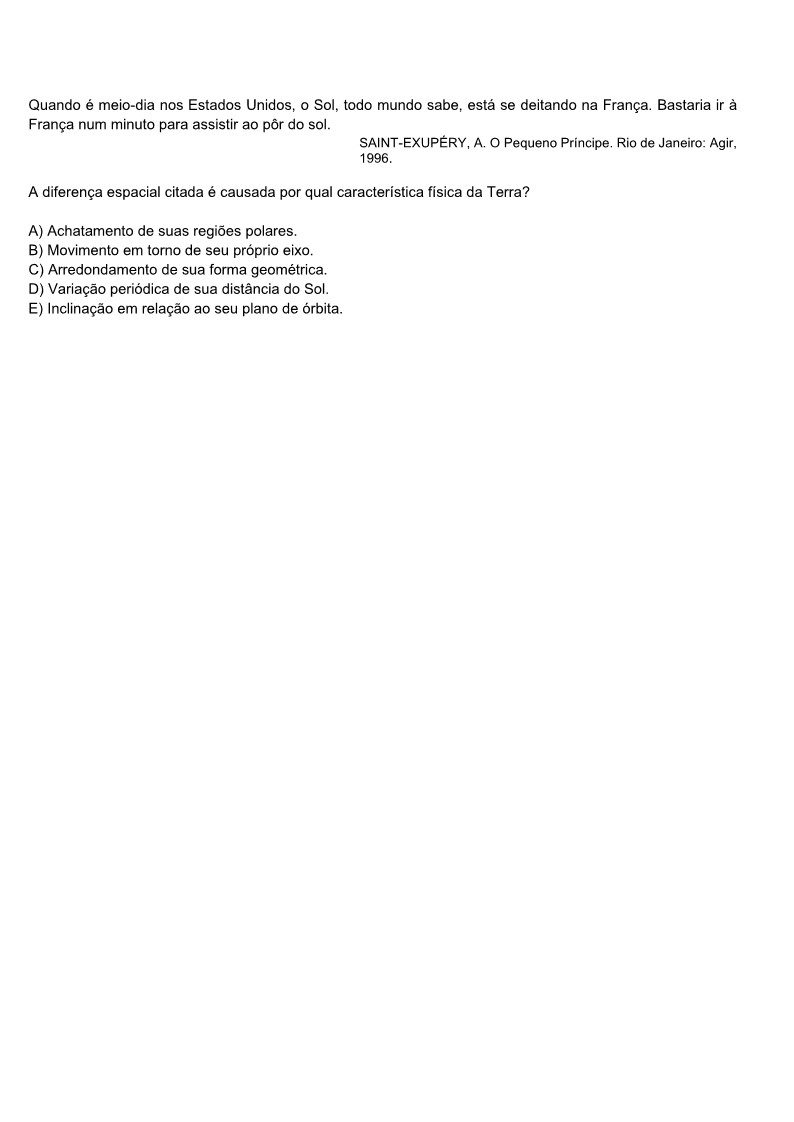 Quando é meio-dia nos Estados Unidos, o Sol, todo mundo sabe, está se deitando na França. Bastaria ir à
França num minuto para assistir ao pôr do sol.
SAINT-EXUPÉRY, A. O Pequeno Príncipe. Rio de Janeiro: Agir,
1996.
A diferença espacial citada é causada por qual característica física da Terra?
A) Achatamento de suas regiões polares.
B) Movimento em torno de seu próprio eixo.
C) Arredondamento de sua forma geométrica.
D) Variação periódica de sua distância do Sol.
E) Inclinação em relação ao seu plano de órbita.